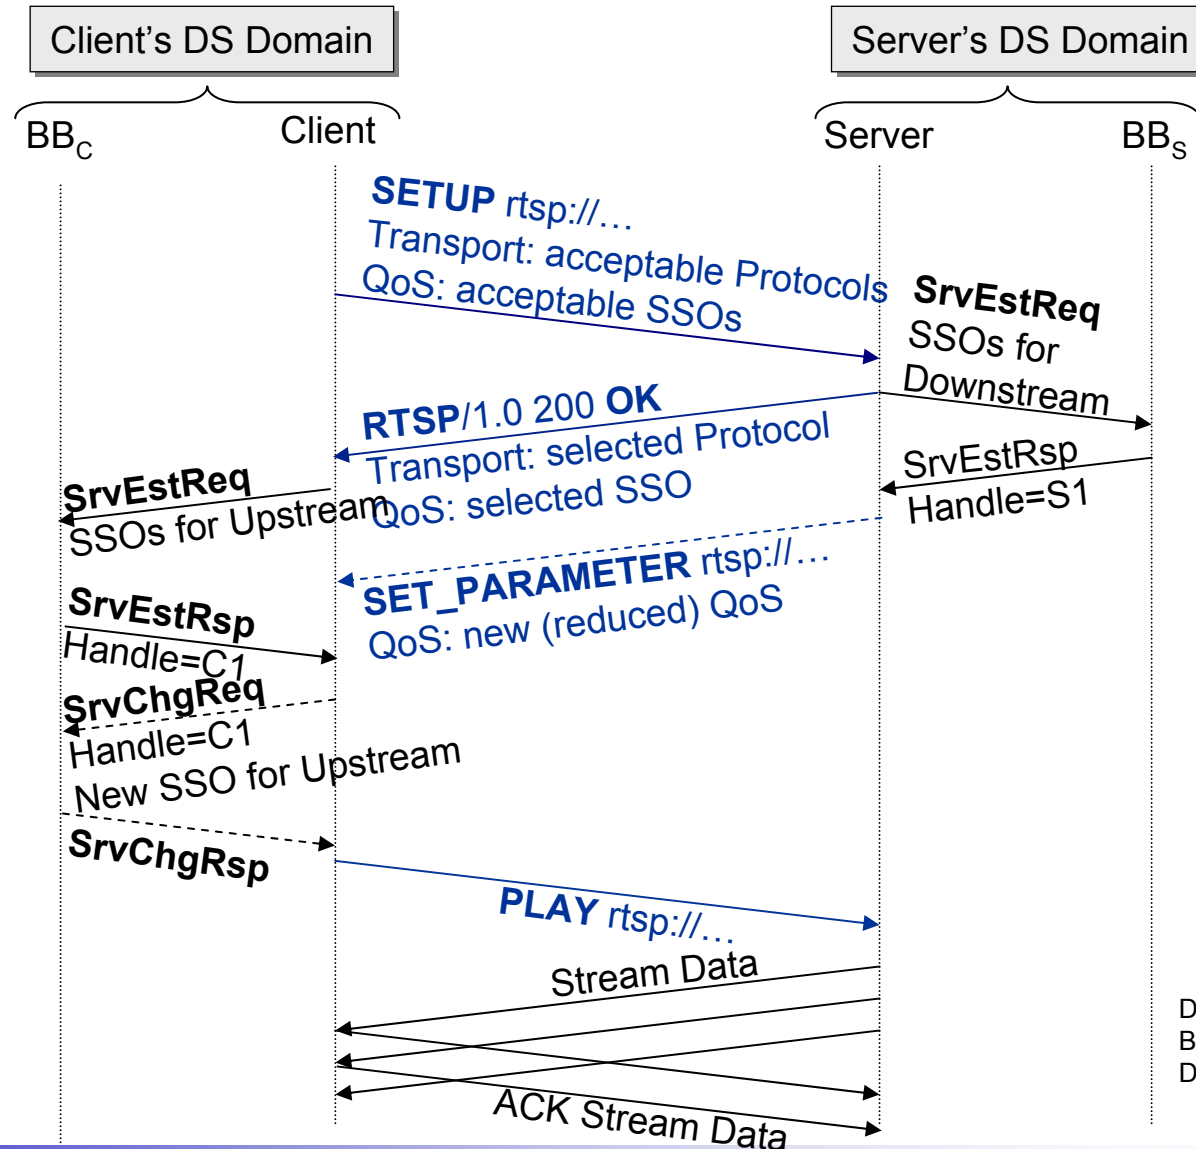 Client's DS Domain
Server's DS Domain
BB_C
Client
Server
BB_S
SETUP rtsp://…
Transport: acceptable Protocols
QoS: acceptable SSOs
SrvEstReq
SSOs for
Downstream
RTSP/1.0 200 OK
Transport: selected Protocol
QoS: selected SSO
SrvEstRsp
Handle=S1
SrvEstReq
SSOs for Upstream
SET_PARAMETER rtsp://…
QoS: new (reduced) QoS
SrvEstRsp
Handle=C1
SrvChgReq
Handle=C1
New SSO for Upstream
SrvChgRsp
PLAY rtsp://…
Stream Data
D
B
D
ACK Stream Data